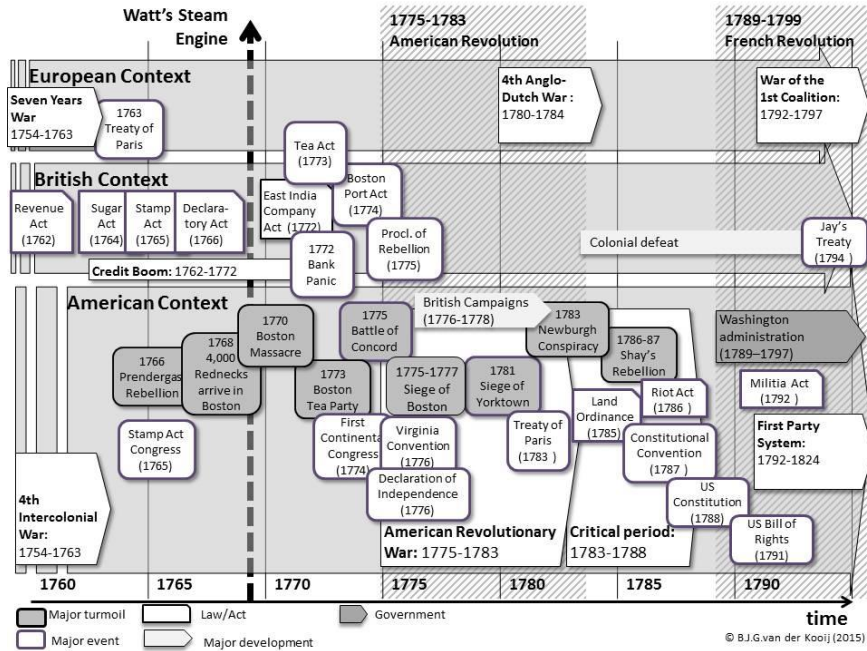 Watt's Steam
Engine
1775-1783
American Revolution
1789-1799
French Revolution
European Context
Seven Years
War
1754-1763
1763
Treaty of
Paris
4th Anglo-
Dutch War :
1780-1784
War of the
1st Coalition:
1792-1797
Tea Act
(1773)
British Context
Revenue
Act
(1762)
Sugar
Act
(1764)
Stamp
Act
(1765)
Declara-
tory Act
(1766)
East India
Company
Act (1772)
Boston
Port Act
(1774)
Procl. of
Rebellion
(1775)
1772
Bank
Panic
Credit Boom: 1762-1772
Colonial defeat
Jay's
Treaty
(1794 )
American Context
British Campaigns
(1776-1778)
1766
Prendergas
Rebellion
1768
4,000
Rednecks
arrive in
Boston
1770
Boston
Massacre
1773
Boston
Tea Party
1775
Battle of
Concord
1775-1777
Siege of
Boston
1781
Siege of
Yorktown
1783
Newburgh
Conspiracy
1786-87
Shay's
Rebellion
Washington
administration
(1789–1797)
Stamp Act
Congress
(1765)
First
Continenta
Congress
(1774)
Virginia
Convention
(1776)
Declaration of
Independence
(1776)
Treaty of
Paris
(1783 )
Land
Ordinance
(1785)
Riot Act
(1786 )
Constitutional
Convention
(1787 )
US
Constitution
(1788)
US Bill of
Rights
(1791)
Militia Act
(1792 )
First Party
System:
1792-1824
4th
Intercolonial
War:
1754-1763
American Revolutionary
War: 1775-1783
Critical period:
1783-1788
1760
1765
1770
1775
1780
1785
1790
time
Major turmoil
Law/Act
Government
Major event
Major development
© B.J.G.van der Kooij (2015)